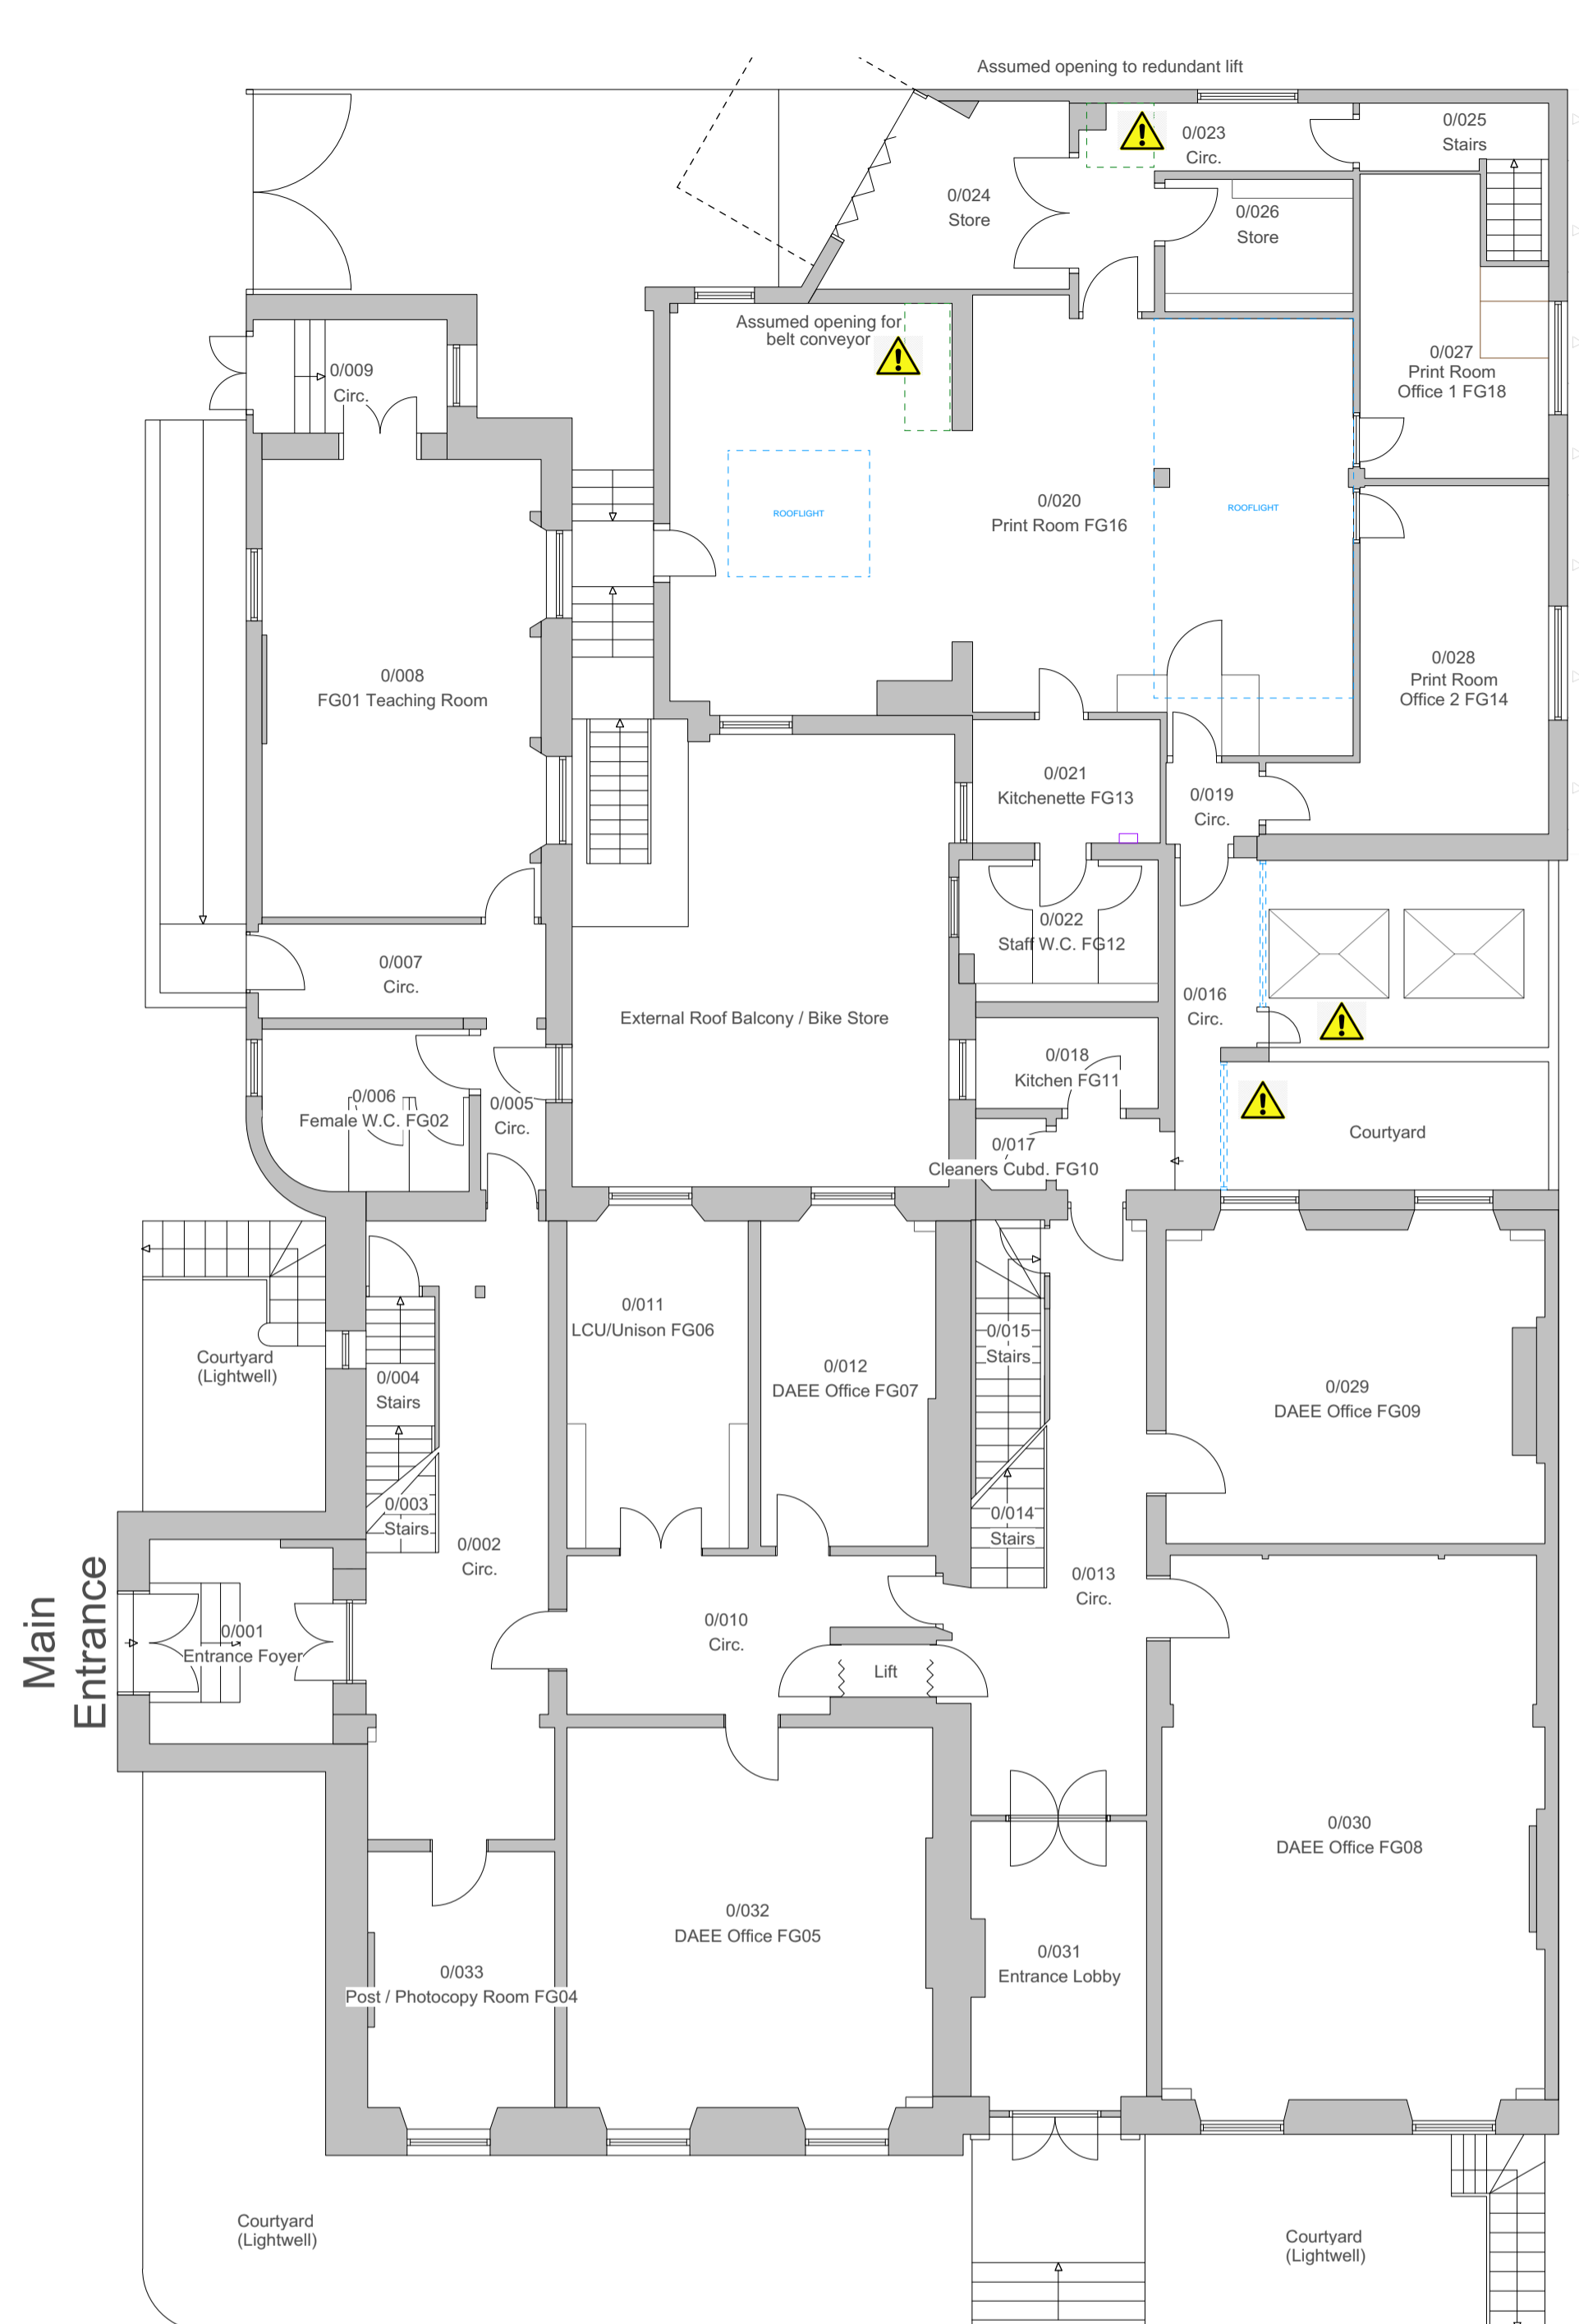 Assumed opening to redundant lift
0/023
Circ.
0/025
Stairs
0/024
Store
0/026
Store
Assumed opening for
belt conveyor
0/009
Circ.
0/027
Print Room
Office 1 FG18
0/020
Print Room FG16
ROOFLIGHT
ROOFLIGHT
0/008
FG01 Teaching Room
0/028
Print Room
Office 2 FG14
0/021
Kitchenette FG13
0/019
Circ.
0/022
Staff W.C. FG12
0/007
Circ.
0/016
Circ.
External Roof Balcony / Bike Store
0/018
Kitchen FG11
0/006
Female W.C. FG02
0/005
Circ.
0/017
Cleaners Cubd. FG10
Courtyard
0/011
LCU/Unison FG06
0/015
Stairs
Courtyard
(Lightwell)
0/004
Stairs
0/012
DAEE Office FG07
0/029
DAEE Office FG09
0/003
Stairs
0/014
Stairs
0/002
Circ.
0/013
Circ.
Main
Entrance
0/001
Entrance Foyer
0/010
Circ.
Lift
0/030
DAEE Office FG08
0/032
DAEE Office FG05
0/031
Entrance Lobby
0/033
Post / Photocopy Room FG04
Courtyard
(Lightwell)
Courtyard
(Lightwell)